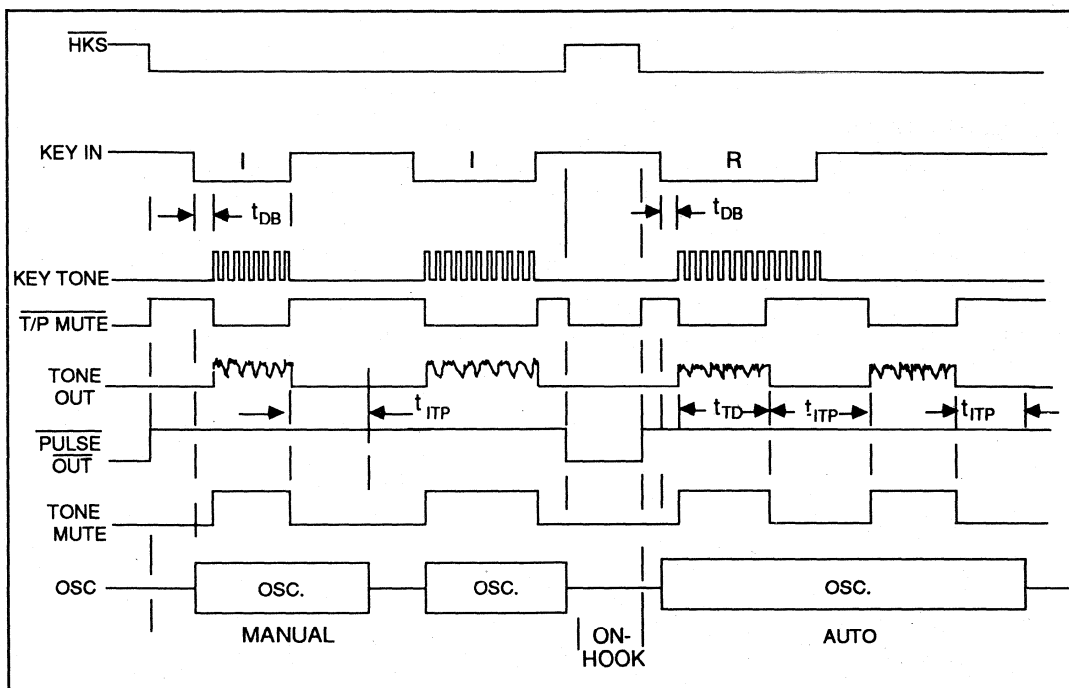 HKS
KEY IN
I
I
R
tDB
tDB
KEY TONE
T/P MUTE
TONE
OUT
tITP
tTD
tITP
tITP
PULSE
OUT
TONE
MUTE
OSC
OSC.
OSC.
OSC.
MANUAL
ON-
HOOK
AUTO